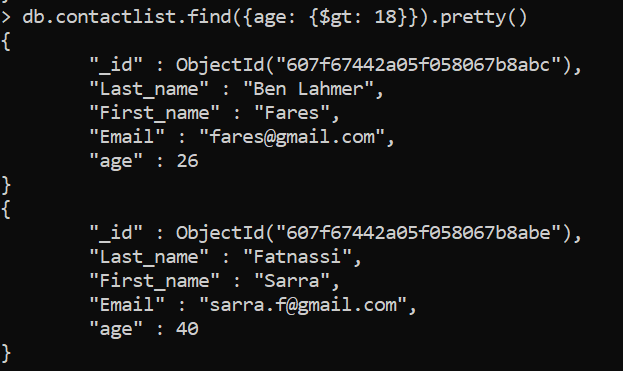 > db.contactlist.find({age: {$gt: 18}}).pretty()
{
        "_id" : ObjectId("607f67442a05f058067b8abc"),
        "Last_name" : "Ben Lahmer",
        "First_name" : "Fares",
        "Email" : "fares@gmail.com",
        "age" : 26
}
{
        "_id" : ObjectId("607f67442a05f058067b8abe"),
        "Last_name" : "Fatnassi",
        "First_name" : "Sarra",
        "Email" : "sarra.f@gmail.com",
        "age" : 40
}